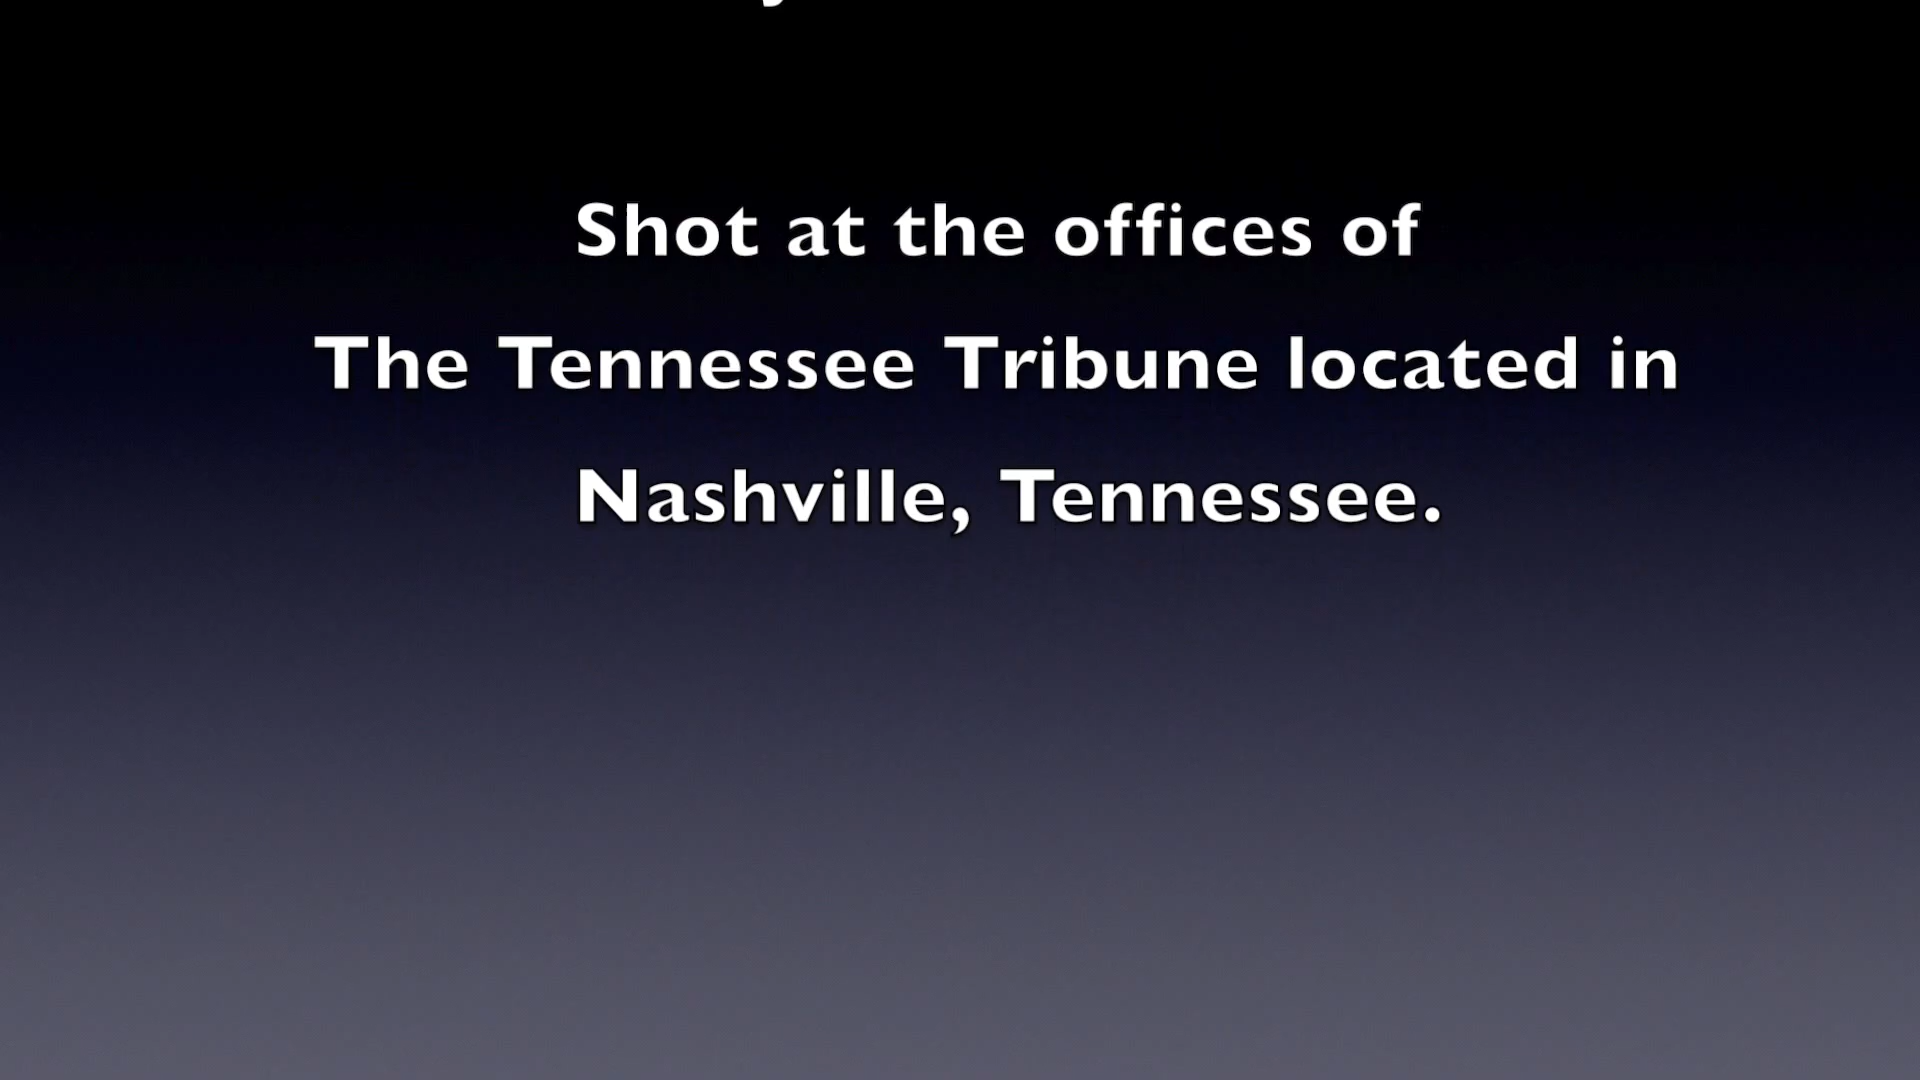 Shot at the offices of
The Tennessee Tribune located in
Nashville, Tennessee.